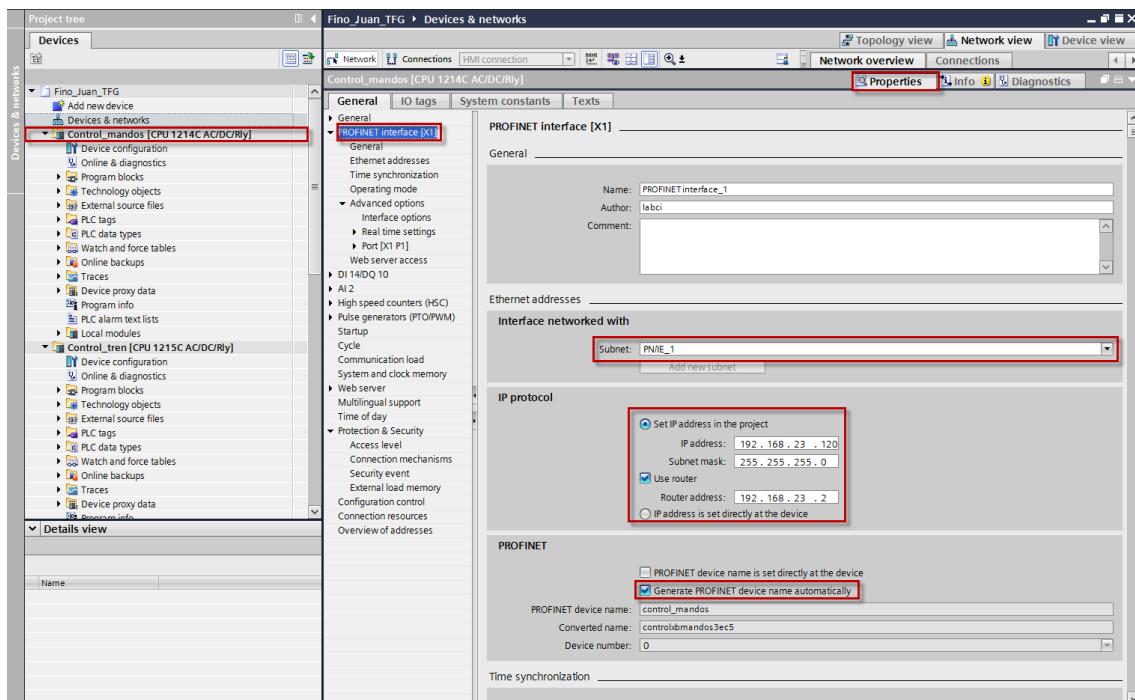 Project tree
Devices
Devices & networks
Fino_Juan_TFG
Add new device
Devices & networks
Control_mandos [CPU 1214C AC/DC/Rly]
Device configuration
Online & diagnostics
Program blocks
Technology objects
External source files
PLC tags
PLC data types
Watch and force tables
Online backups
Traces
Device proxy data
Program info
PLC alarm text lists
Local modules
Control_tren [CPU 1215C AC/DC/Rly]
Device configuration
Online & diagnostics
Program blocks
Technology objects
External source files
PLC tags
PLC data types
Watch and force tables
Online backups
Traces
Device proxy data
Program info
Details view
Name
Fino_Juan_TFG Devices & networks
Topology view Network view Device view
Network Connections HMI connection Network overview Connections
Control_mandos [CPU 1214C AC/DC/Rly] Properties Info Diagnostics
General IO tags System constants Texts
General
PROFINET interface [X1]
General
Ethernet addresses
Time synchronization
Operating mode
Advanced options
Interface options
Real time settings
Port [X1 P1]
Web server access
DI 14/DQ 10
AI 2
High speed counters (HSC)
Pulse generators (PTO/PWM)
Startup
Cycle
Communication load
System and clock memory
Web server
Multilingual support
Time of day
Protection & Security
Access level
Connection mechanisms
Security event
External load memory
Configuration control
Connection resources
Overview of addresses
PROFINET interface [X1]
General
Name: PROFINET interface_1
Author: labci
Comment:
Ethernet addresses
Interface networked with
Subnet: PN/IE_1
Add new subnet
IP protocol
Set IP address in the project
IP address: 192 . 168 . 23 . 120
Subnet mask: 255 . 255 . 255 . 0
Use router
Router address: 192 . 168 . 23 . 2
IP address is set directly at the device
PROFINET
PROFINET device name is set directly at the device
Generate PROFINET device name automatically
PROFINET device name: control_mandos
Converted name: controlxbmandos3ec5
Device number: 0
Time synchronization